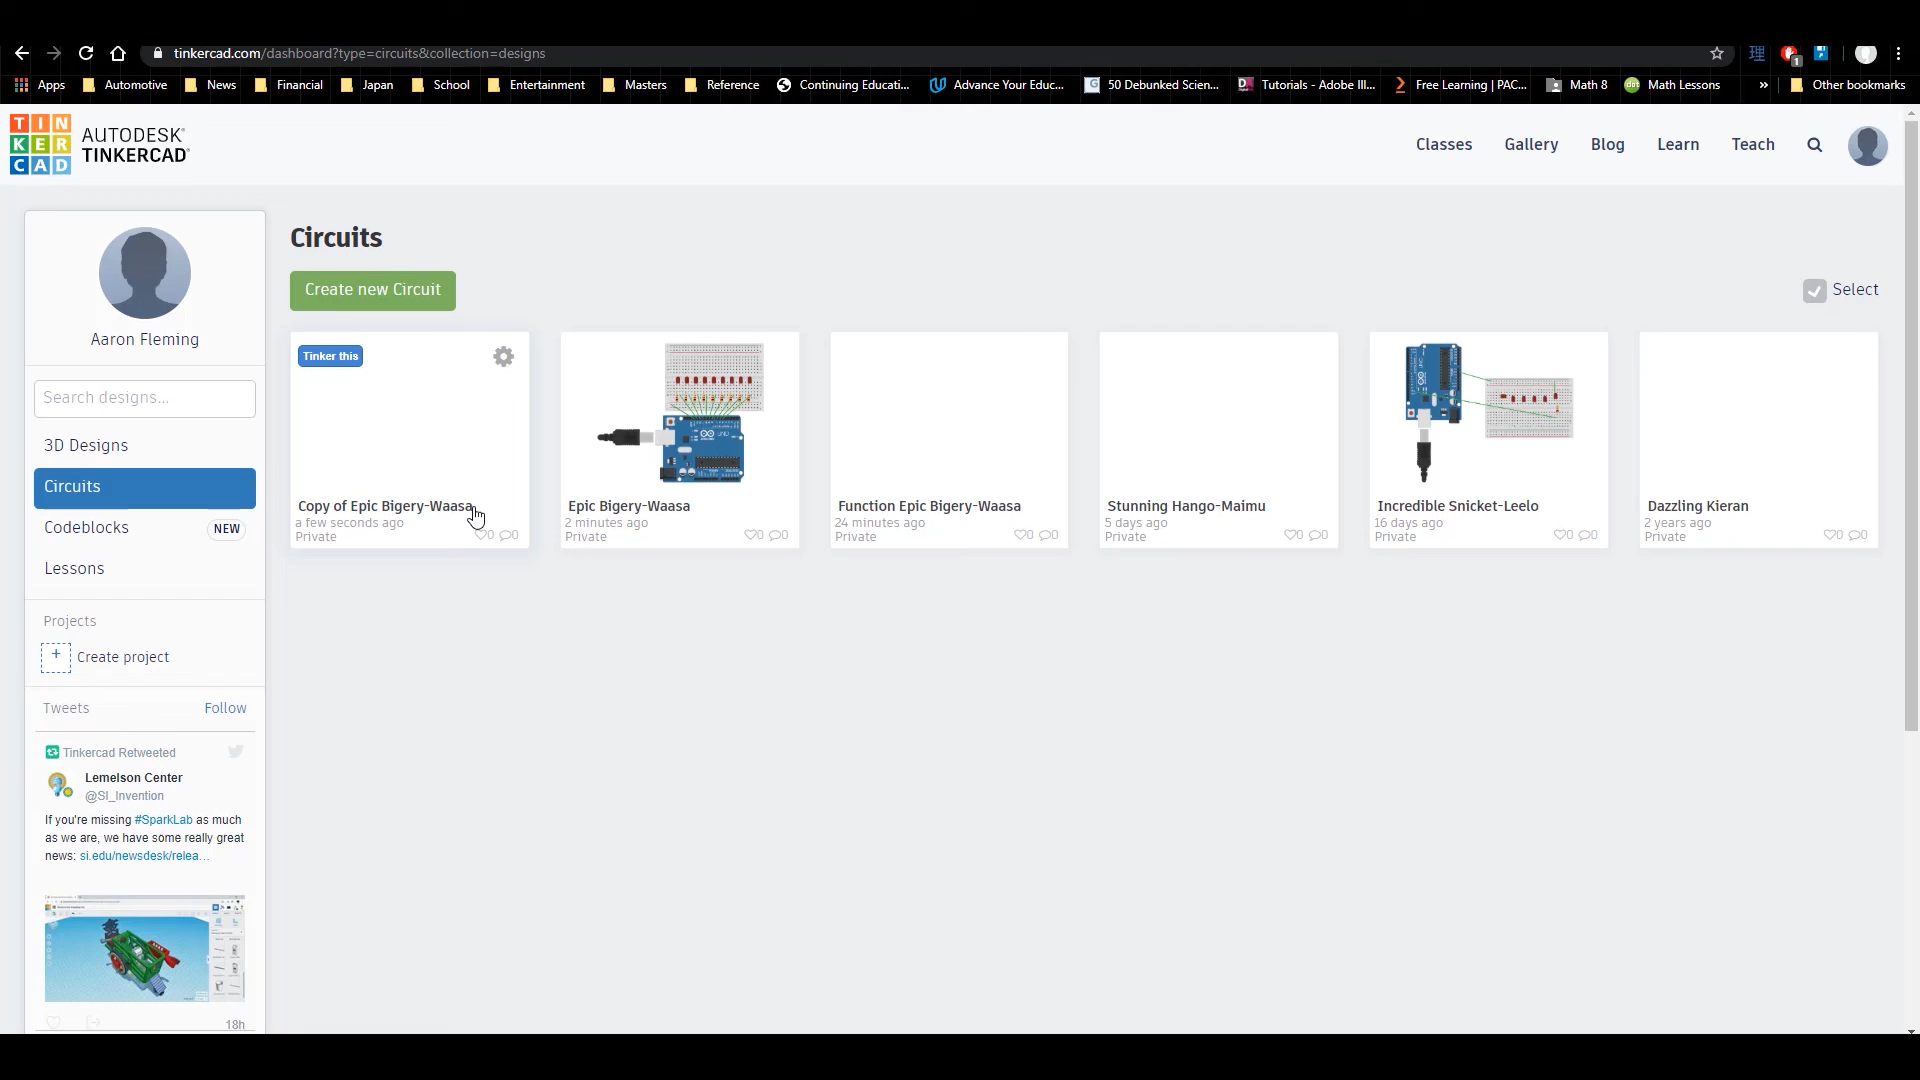 tinkercad.com/dashboard?type=circuits&collection=designs
1
Apps Automotive News Financial Japan School Entertainment Masters Reference Continuing Educati... Advance Your Educ... 50 Debunked Scien... Tutorials - Adobe Ill... Free Learning | PAC... Math 8 Math Lessons » Other bookmarks
TIN
KER
CAD
AUTODESK®
TINKERCAD®
Classes Gallery Blog Learn Teach
Aaron Fleming
Search designs...
3D Designs
Circuits
Codeblocks NEW
Lessons
Projects
+ Create project
Tweets Follow
Tinkercad Retweeted
Lemelson Center
@SI_Invention
If you're missing #SparkLab as much
as we are, we have some really great
news: si.edu/newsdesk/relea...
18h
Circuits
Create new Circuit
Select
Tinker this
Copy of Epic Bigery-Waasa
a few seconds ago
Private 0 0
Epic Bigery-Waasa
2 minutes ago
Private 0 0
Function Epic Bigery-Waasa
24 minutes ago
Private 0 0
Stunning Hango-Maimu
5 days ago
Private 0 0
Incredible Snicket-Leelo
16 days ago
Private 0 0
Dazzling Kieran
2 years ago
Private 0 0